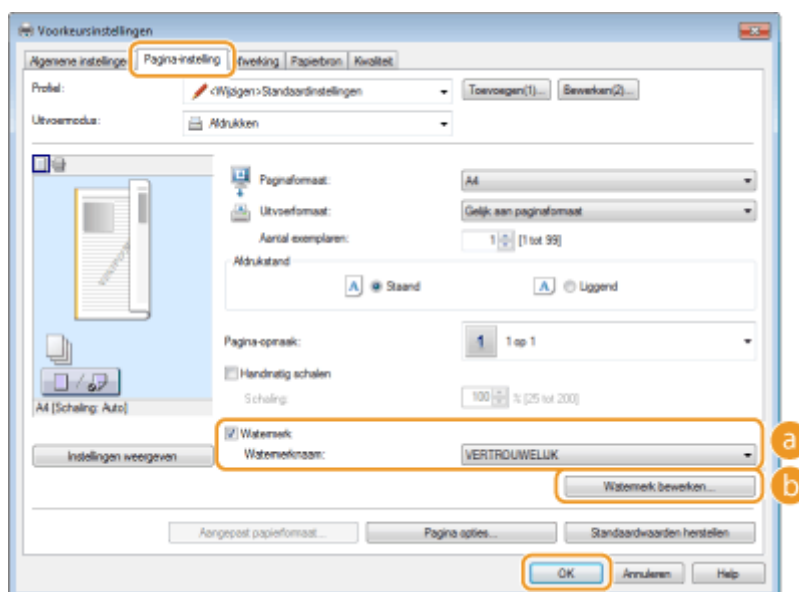 Voorkeursinstellingen
Algemene instellinge Pagina-instelling fwerking Papierbron Kwaliteit
Profiel: <Wijzigen>Standaardinstellingen Toevoegen(1)... Bewerken(2)...
Uitvoermodus: Afdrukken
Paginaformaat: A4
Uitvoerformaat: Gelijk aan paginaformaat
Aantal exemplaren: 1 [1 tot 99]
Afdrukstand
A Staand A Liggend
Pagina-opmaak: 1 1 op 1
Handmatig schalen
Schaling: 100 % [25 tot 200]
A4 [Schaling: Auto]
Watermerk a
Instellingen weergeven Watermerknaam: VERTROUWELIJK
Watermerk bewerken... b
Aangepast papierformaat... Pagina opties... Standaardwaarden herstellen
OK Annuleren Help